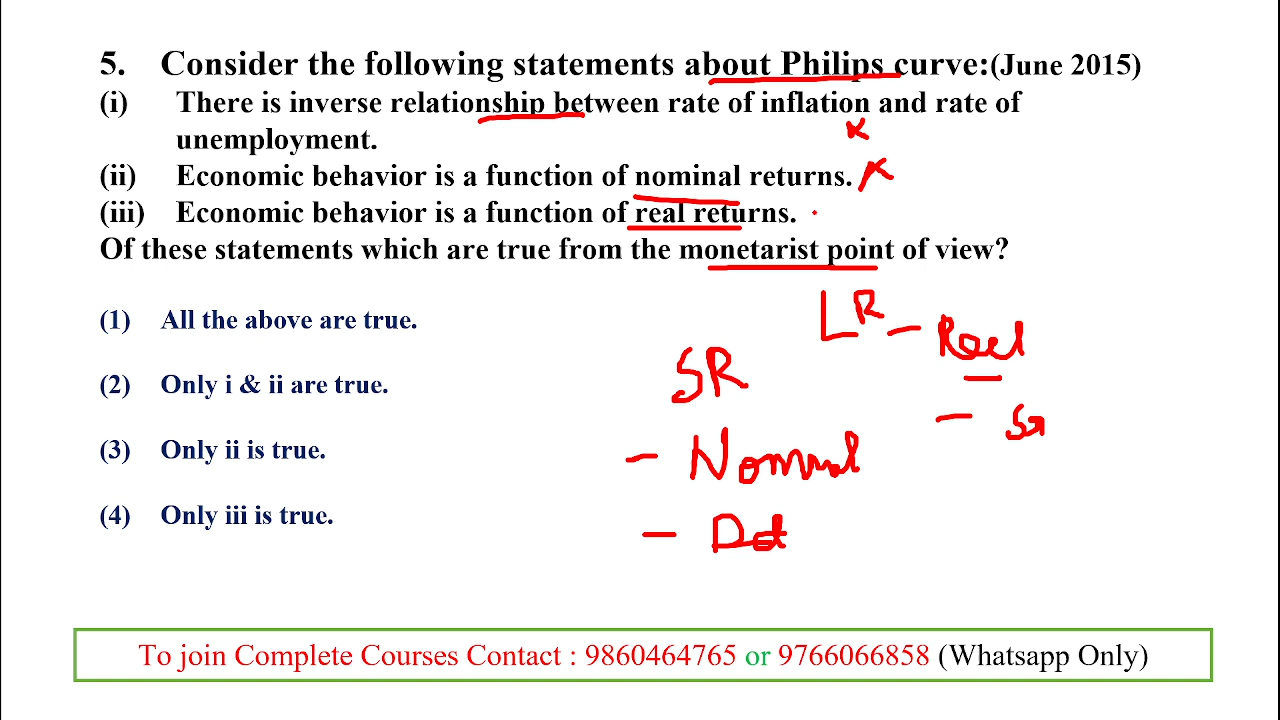 5. Consider the following statements about Philips curve:(June 2015)
(i) There is inverse relationship between rate of inflation and rate of
unemployment.
(ii) Economic behavior is a function of nominal returns.
(iii) Economic behavior is a function of real returns.
Of these statements which are true from the monetarist point of view?
(1) All the above are true.
(2) Only i & ii are true.
(3) Only ii is true.
(4) Only iii is true.
LR – Real
SR
– Nominal
To join Complete Courses Contact : 9860464765 or 9766066858 (Whatsapp Only)